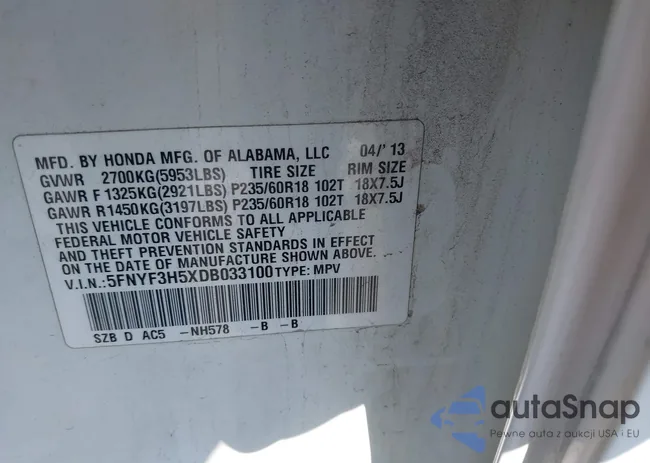 MFD. BY HONDA MFG. OF ALABAMA, LLC 04/'13
GVWR 2700KG(5953LBS) TIRE SIZE RIM SIZE
GAWR F 1325KG(2921LBS) P235/60R18 102T 18X7.5J
GAWR R1450KG(3197LBS) P235/60R18 102T 18X7.5J
THIS VEHICLE CONFORMS TO ALL APPLICABLE
FEDERAL MOTOR VEHICLE SAFETY
AND THEFT PREVENTION STANDARDS IN EFFECT
ON THE DATE OF MANUFACTURE SHOWN ABOVE.
V.I.N.: 5FNYF3H5XDB033100 TYPE: MPV
SZB D AC5 -NH578 -B -B
autaSnap
Pewne auta z aukcji USA i EU